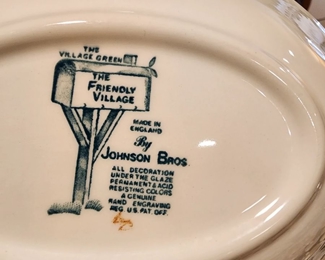 THE
VILLAGE GREEN
THE
FRIENDLY
VILLAGE
MADE IN
ENGLAND
By
JOHNSON BROS.
ALL DECORATION
UNDER THE GLAZE
PERMANENT & ACID
RESISTING COLORS
A GENUINE
HAND ENGRAVING
REG. U.S. PAT. OFF.